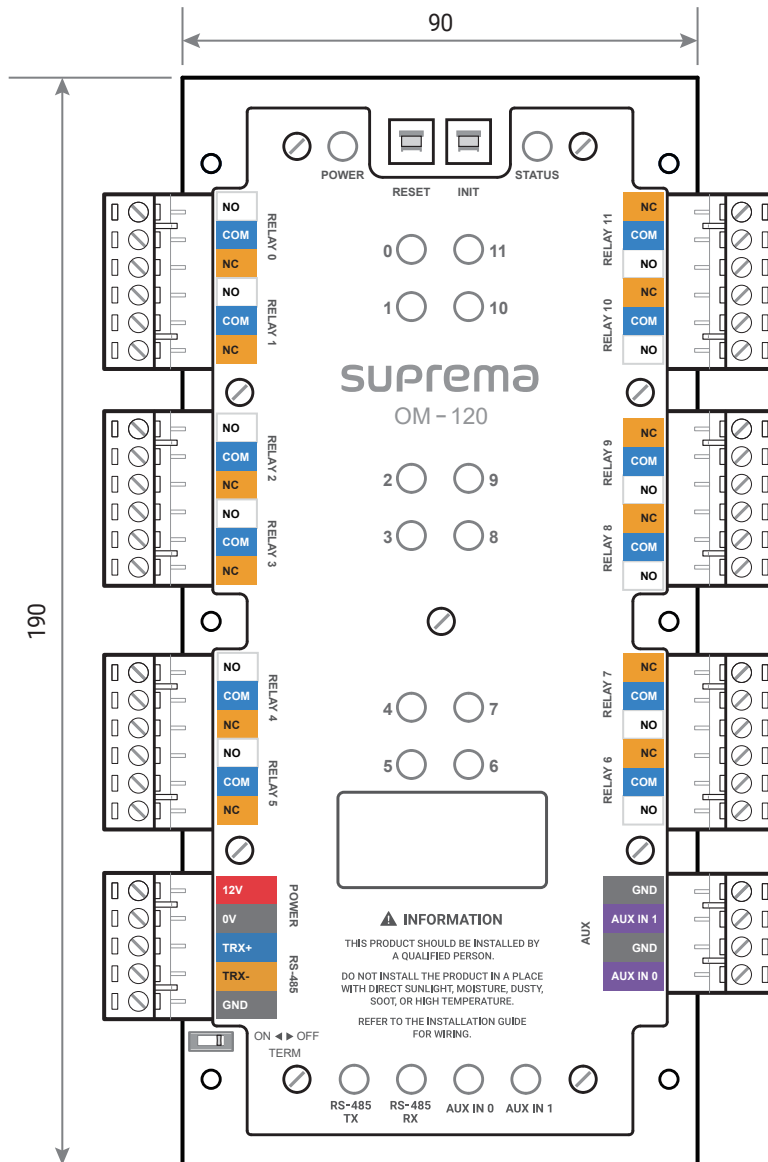 90
190
POWER
RESET
INIT
STATUS
NO
COM
NC
RELAY 0
NO
COM
NC
RELAY 1
NC
COM
NO
RELAY 11
NC
COM
NO
RELAY 10
0
11
1
10
suprema
OM – 120
NO
COM
NC
RELAY 2
NO
COM
NC
RELAY 3
NC
COM
NO
RELAY 9
NC
COM
NO
RELAY 8
2
9
3
8
NO
COM
NC
RELAY 4
NO
COM
NC
RELAY 5
NC
COM
NO
RELAY 7
NC
COM
NO
RELAY 6
4
7
5
6
12V
0V
POWER
TRX+
TRX-
GND
RS-485
GND
AUX IN 1
GND
AUX IN 0
AUX
INFORMATION
THIS PRODUCT SHOULD BE INSTALLED BY
A QUALIFIED PERSON.
DO NOT INSTALL THE PRODUCT IN A PLACE
WITH DIRECT SUNLIGHT, MOISTURE, DUSTY,
SOOT, OR HIGH TEMPERATURE.
REFER TO THE INSTALLATION GUIDE
FOR WIRING.
ON ◄► OFF
TERM
RS-485
TX
RS-485
RX
AUX IN 0
AUX IN 1